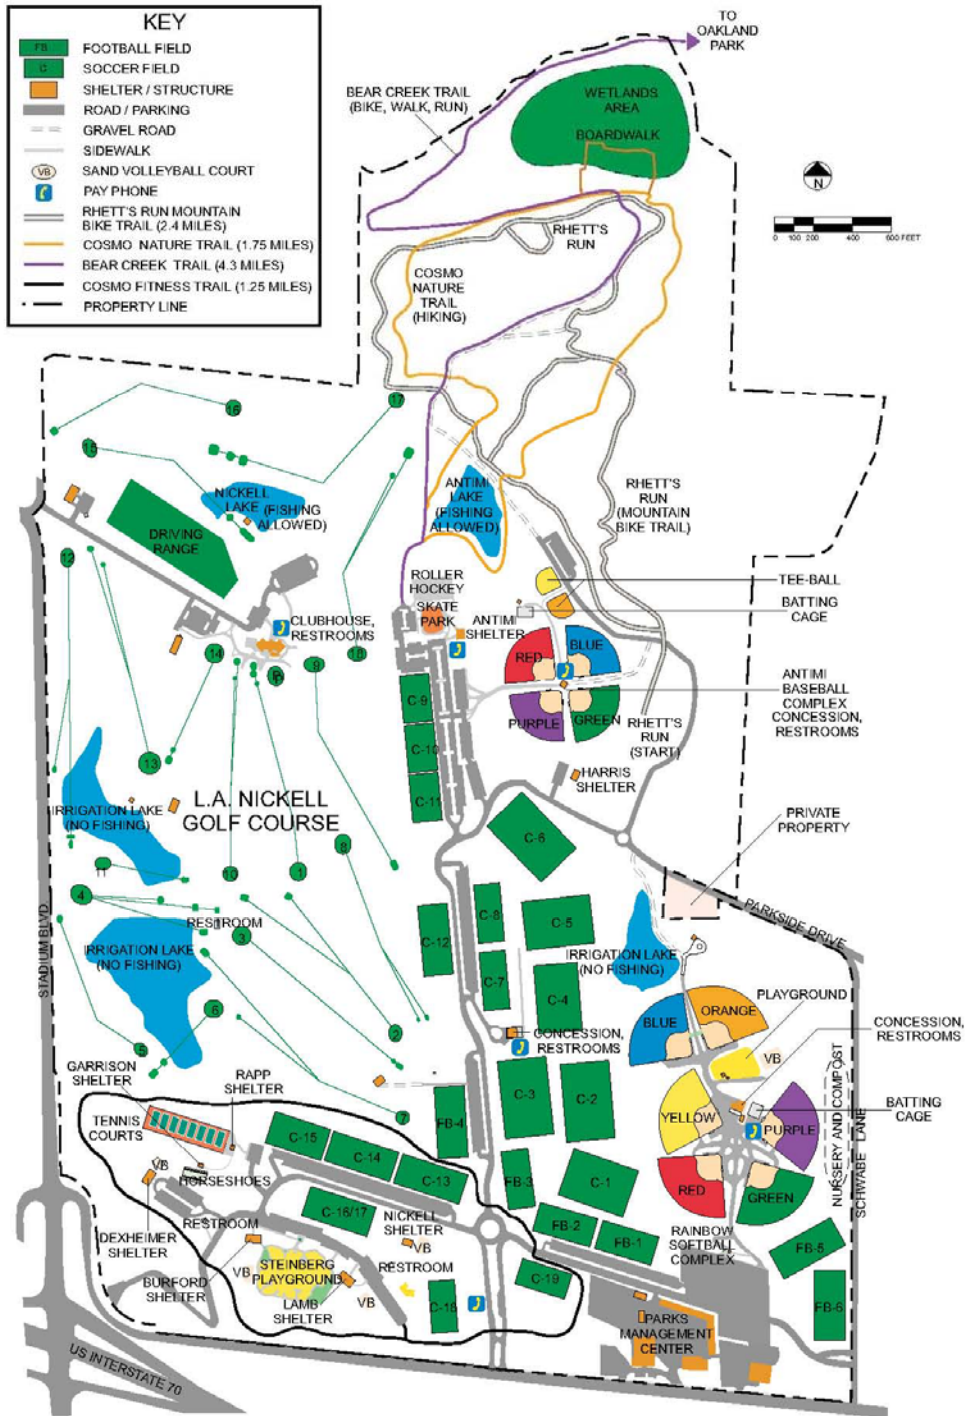 KEY
FB FOOTBALL FIELD
C SOCCER FIELD
SHELTER / STRUCTURE
ROAD / PARKING
GRAVEL ROAD
SIDEWALK
VB SAND VOLLEYBALL COURT
PAY PHONE
RHETT'S RUN MOUNTAIN
BIKE TRAIL (2.4 MILES)
COSMO NATURE TRAIL (1.75 MILES)
BEAR CREEK TRAIL (4.3 MILES)
COSMO FITNESS TRAIL (1.25 MILES)
PROPERTY LINE
TO
OAKLAND
PARK
BEAR CREEK TRAIL
(BIKE, WALK, RUN)
WETLANDS
AREA
BOARDWALK
N
0 100 200 400 600 FEET
RHETT'S
RUN
COSMO
NATURE
TRAIL
(HIKING)
16
17
15
NICKELL
LAKE (FISHING
ALLOWED)
ANTIMI
LAKE
(FISHING
ALLOWED)
RHETT'S
RUN
(MOUNTAIN
BIKE TRAIL)
DRIVING
RANGE
12
TEE-BALL
BATTING
CAGE
ROLLER
HOCKEY
SKATE
PARK
ANTIMI
SHELTER
CLUBHOUSE,
RESTROOMS
14
9
18
RED
BLUE
PURPLE
GREEN
ANTIMI
BASEBALL
COMPLEX
CONCESSION,
RESTROOMS
RHETT'S
RUN
(START)
C-9
C-10
C-11
13
HARRIS
SHELTER
L.A. NICKELL
GOLF COURSE
IRRIGATION LAKE
(NO FISHING)
PRIVATE
PROPERTY
8
C-6
11
10
1
4
RESTROOM
3
C-12
C-8
C-5
C-7
C-4
PARKSIDE DRIVE
STADIUM BLVD
IRRIGATION LAKE
(NO FISHING)
IRRIGATION LAKE
(NO FISHING)
PLAYGROUND
BLUE
ORANGE
CONCESSION,
RESTROOMS
6
2
5
CONCESSION,
RESTROOMS
VB
GARRISON
SHELTER
RAPP
SHELTER
7
C-3
C-2
FB-4
YELLOW
PURPLE
BATTING
CAGE
TENNIS
COURTS
C-15
C-14
C-13
NURSERY AND COMPOST
SCHWABE LANE
VB
HORSESHOES
FB-3
C-1
RED
GREEN
RESTROOM
C-16/17
NICKELL
SHELTER
FB-2
FB-1
DEXHEIMER
SHELTER
VB
RAINBOW
SOFTBALL
COMPLEX
FB-5
BURFORD
SHELTER
VB
STEINBERG
PLAYGROUND
RESTROOM
C-19
FB-6
LAMB
SHELTER
VB
C-18
PARKS
MANAGEMENT
CENTER
US INTERSTATE 70